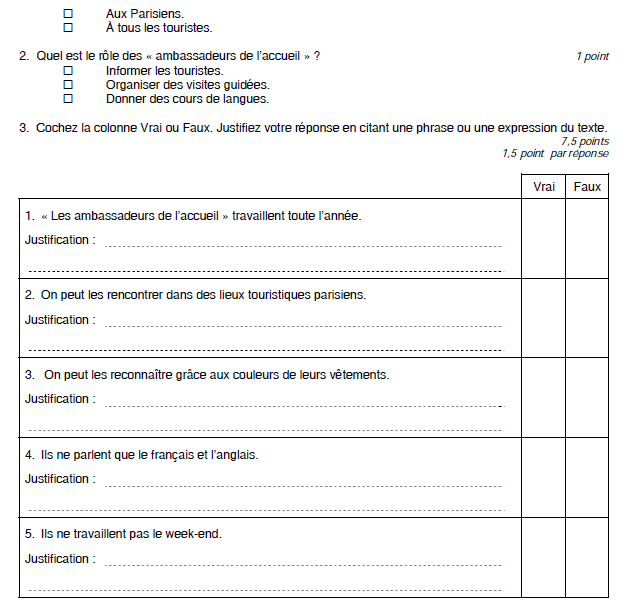 ☐ Aux Parisiens.
☐ À tous les touristes.
2. Quel est le rôle des « ambassadeurs de l'accueil » ? 1 point
☐ Informer les touristes.
☐ Organiser des visites guidées.
☐ Donner des cours de langues.
3. Cochez la colonne Vrai ou Faux. Justifiez votre réponse en citant une phrase ou une expression du texte.
7,5 points
1,5 point par réponse
Vrai Faux
1. « Les ambassadeurs de l'accueil » travaillent toute l'année.
Justification :
2. On peut les rencontrer dans des lieux touristiques parisiens.
Justification :
3. On peut les reconnaître grâce aux couleurs de leurs vêtements.
Justification :
4. Ils ne parlent que le français et l'anglais.
Justification :
5. Ils ne travaillent pas le week-end.
Justification :